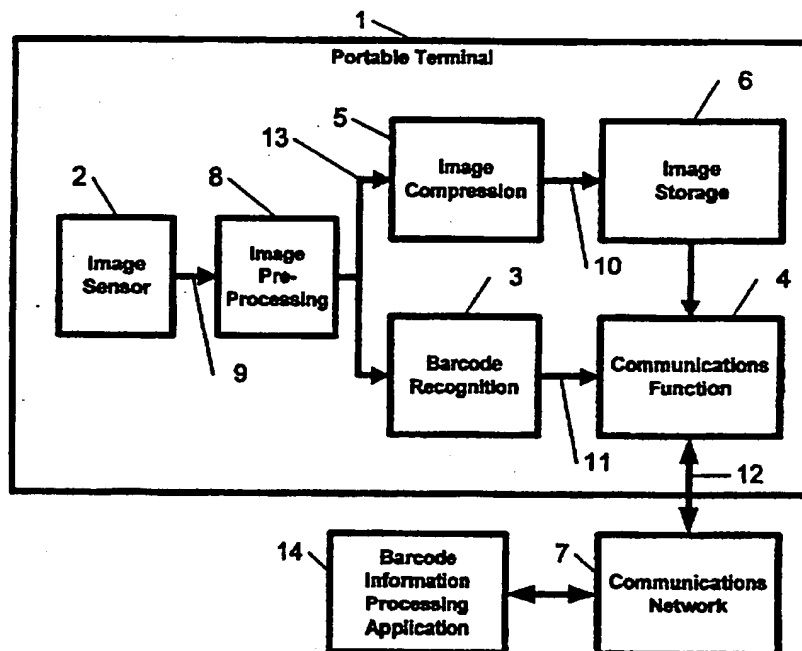 1
Portable Terminal
5
6
13
Image
Compression
Image
Storage
2
8
Image
Sensor
Image
Pre-
Processing
10
3
4
9
Barcode
Recognition
Communications
Function
11
12
14
Barcode
Information
Processing
Application
7
Communications
Network